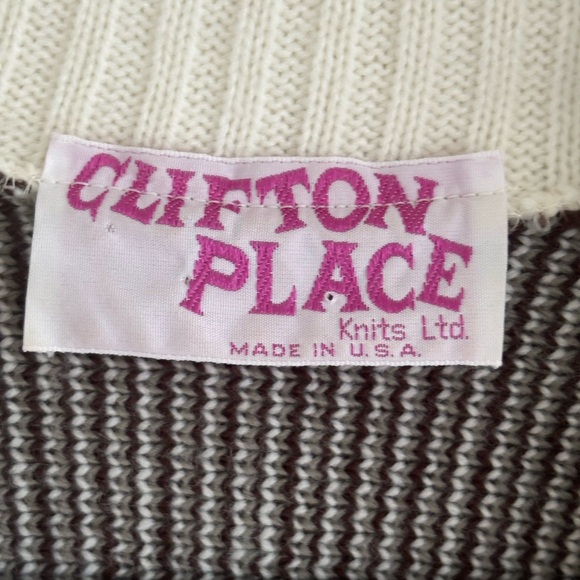 CLIFTON
PLACE
Knits Ltd.
MADE IN U.S.A.